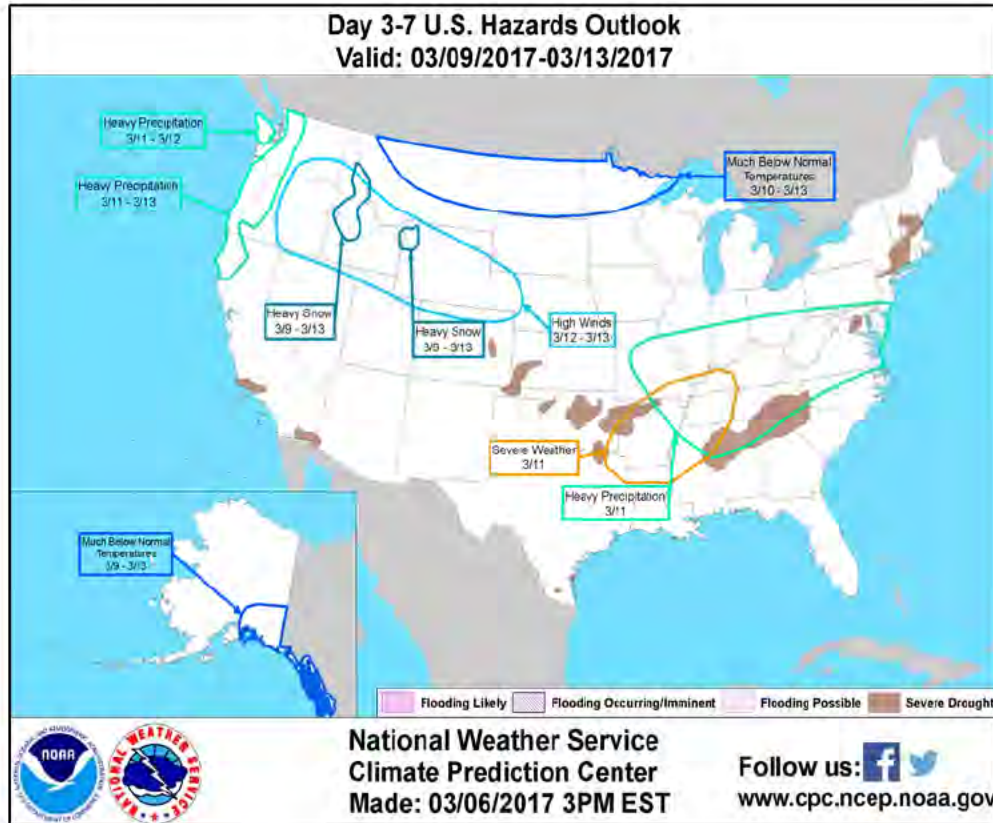 Day 3-7 U.S. Hazards Outlook
Valid: 03/09/2017-03/13/2017
Heavy Precipitation
3/11 - 3/12
Heavy Precipitation
3/11 - 3/13
Much Below Normal
Temperatures
3/10 - 3/13
Heavy Snow
3/9 - 3/13
Heavy Snow
3/9 - 3/13
High Winds
3/12 - 3/13
Severe Weather
3/11
Heavy Precipitation
3/11
Much Below Normal
Temperatures
3/9 - 3/13
Flooding Likely
Flooding Occurring/Imminent
Flooding Possible
Severe Drought
NOAA
NATIONAL WEATHER SERVICE
National Weather Service
Climate Prediction Center
Made: 03/06/2017 3PM EST
Follow us:
www.cpc.ncep.noaa.gov